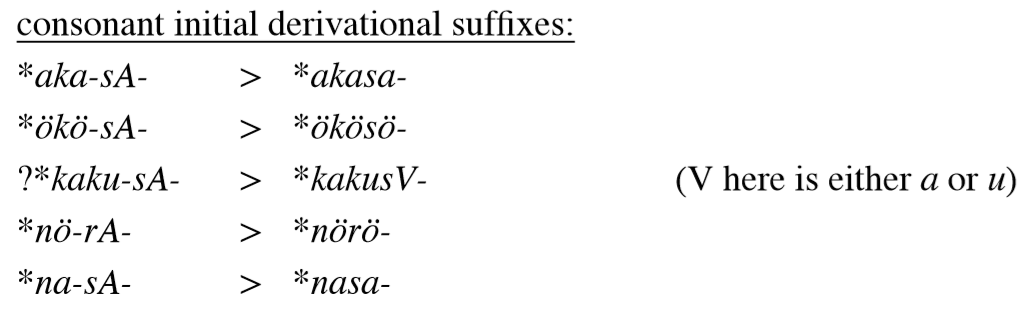 consonant initial derivational suffixes:
*aka-sA- > *akasa-
*ökö-sA- > *ökösö-
?*kaku-sA- > *kakusV- (V here is either a or u)
*nö-rA- > *nörö-
*na-sA- > *nasa-